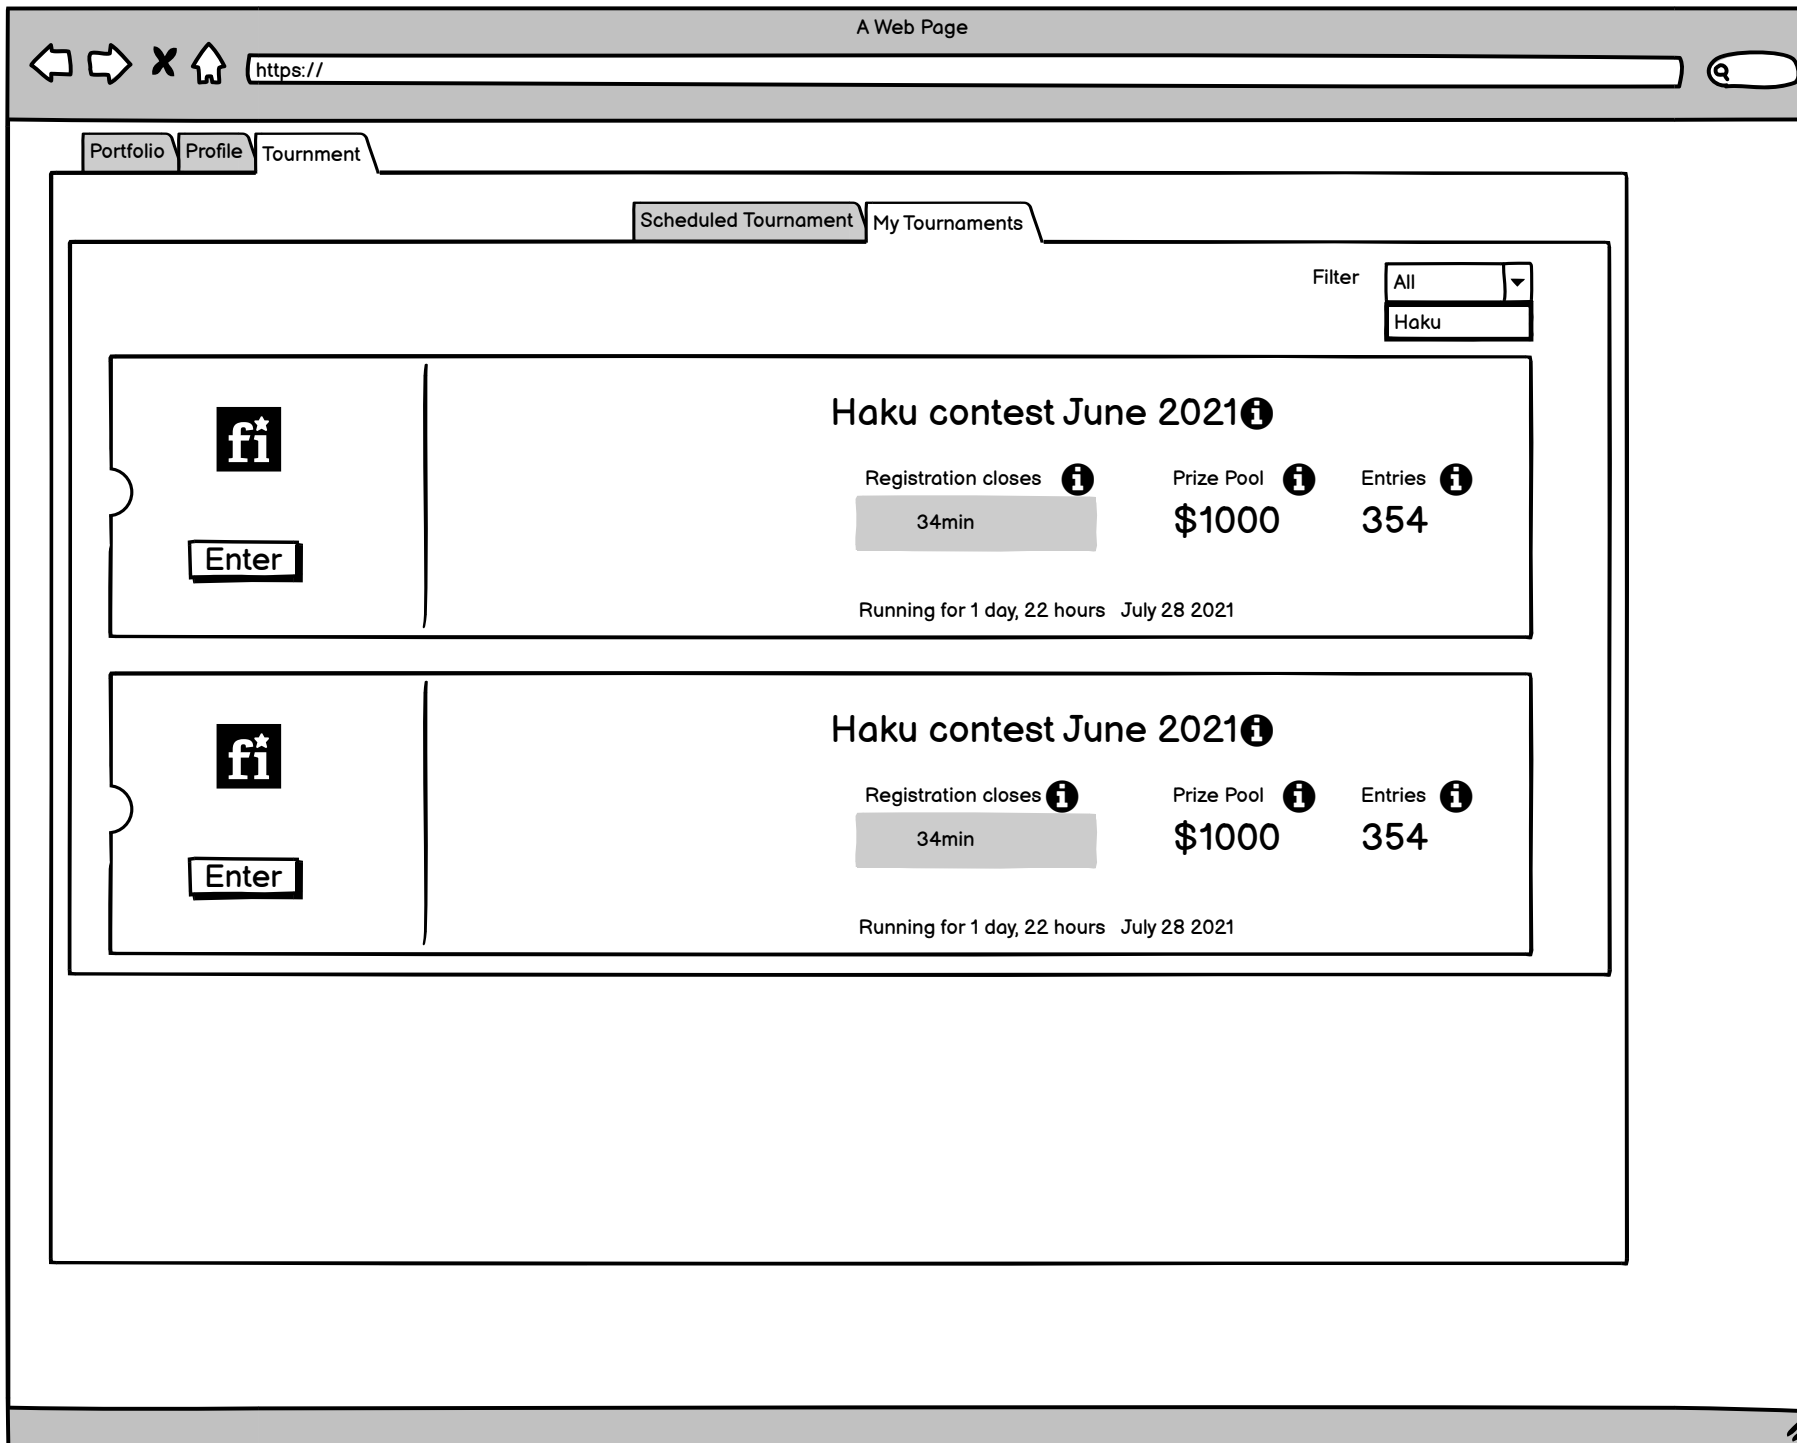 A Web Page
https://
Portfolio Profile Tournment
Scheduled Tournament My Tournaments
Filter All
Haku
fi
Haku contest June 2021
Registration closes Prize Pool Entries
34min $1000 354
Enter
Running for 1 day, 22 hours July 28 2021
fi
Haku contest June 2021
Registration closes Prize Pool Entries
34min $1000 354
Enter
Running for 1 day, 22 hours July 28 2021